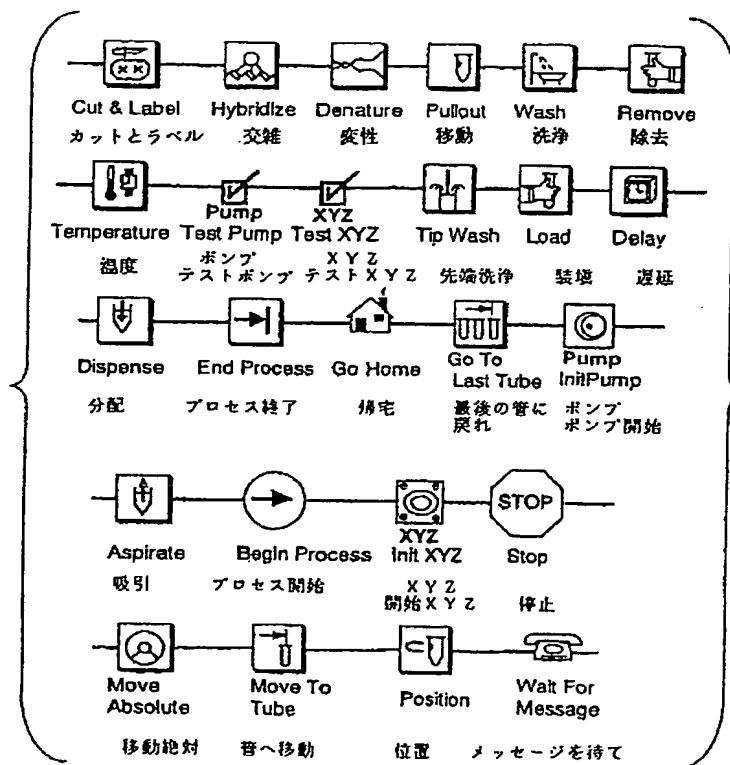 Cut & Label Hybridize Denature Pullout Wash Remove
カットとラベル 交雑 変性 移動 洗浄 除去
Temperature Pump Test Pump XYZ Test XYZ Tip Wash Load Delay
温度 ポンプ テストポンプ XYZ テストXYZ 先端洗浄 装塡 遅延
Dispense End Process Go Home Go To Last Tube Pump InitPump
分配 プロセス終了 帰宅 最後の管に戻れ ポンプ ポンプ開始
STOP
Aspirate Begin Process XYZ Init XYZ Stop
吸引 プロセス開始 XYZ 開始XYZ 停止
Move Absolute Move To Tube Position Wait For Message
移動絶対 管へ移動 位置 メッセージを待て